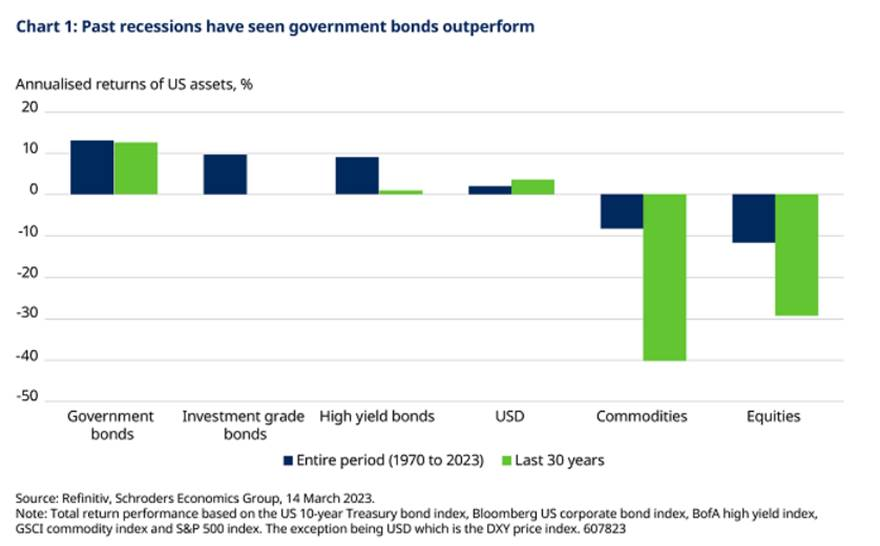 Chart 1: Past recessions have seen government bonds outperform
Annualised returns of US assets, %
20
10
0
-10
-20
-30
-40
-50
Government bonds
Investment grade bonds
High yield bonds
USD
Commodities
Equities
Entire period (1970 to 2023)
Last 30 years
Source: Refinitiv, Schroders Economics Group, 14 March 2023.
Note: Total return performance based on the US 10-year Treasury bond index, Bloomberg US corporate bond index, BofA high yield index,
GSCI commodity index and S&P 500 index. The exception being USD which is the DXY price index. 607823